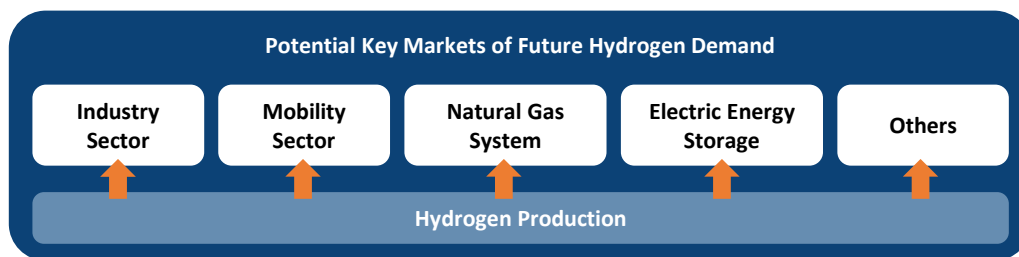 Potential Key Markets of Future Hydrogen Demand
Industry
Sector
Mobility
Sector
Natural Gas
System
Electric Energy
Storage
Others
Hydrogen Production